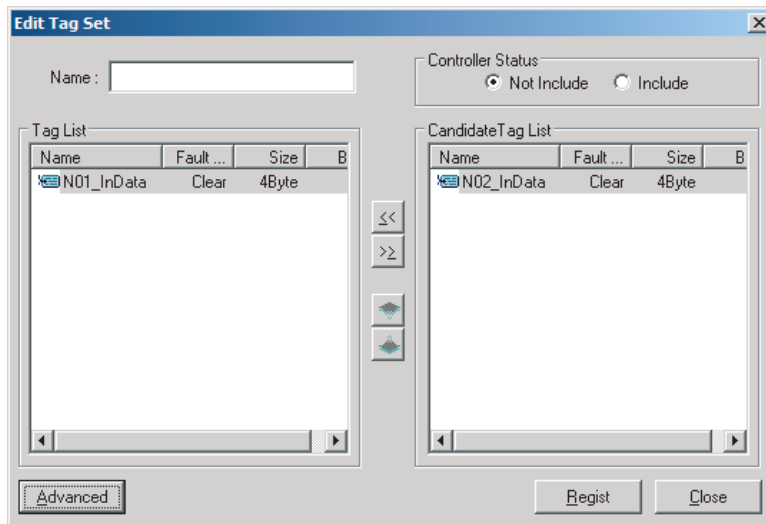 Edit Tag Set
Name :
Controller Status
Not Include Include
Tag List
Name Fault ... Size B
N01_InData Clear 4Byte
CandidateTag List
Name Fault ... Size B
N02_InData Clear 4Byte
<<
>>
Advanced
Regist Close